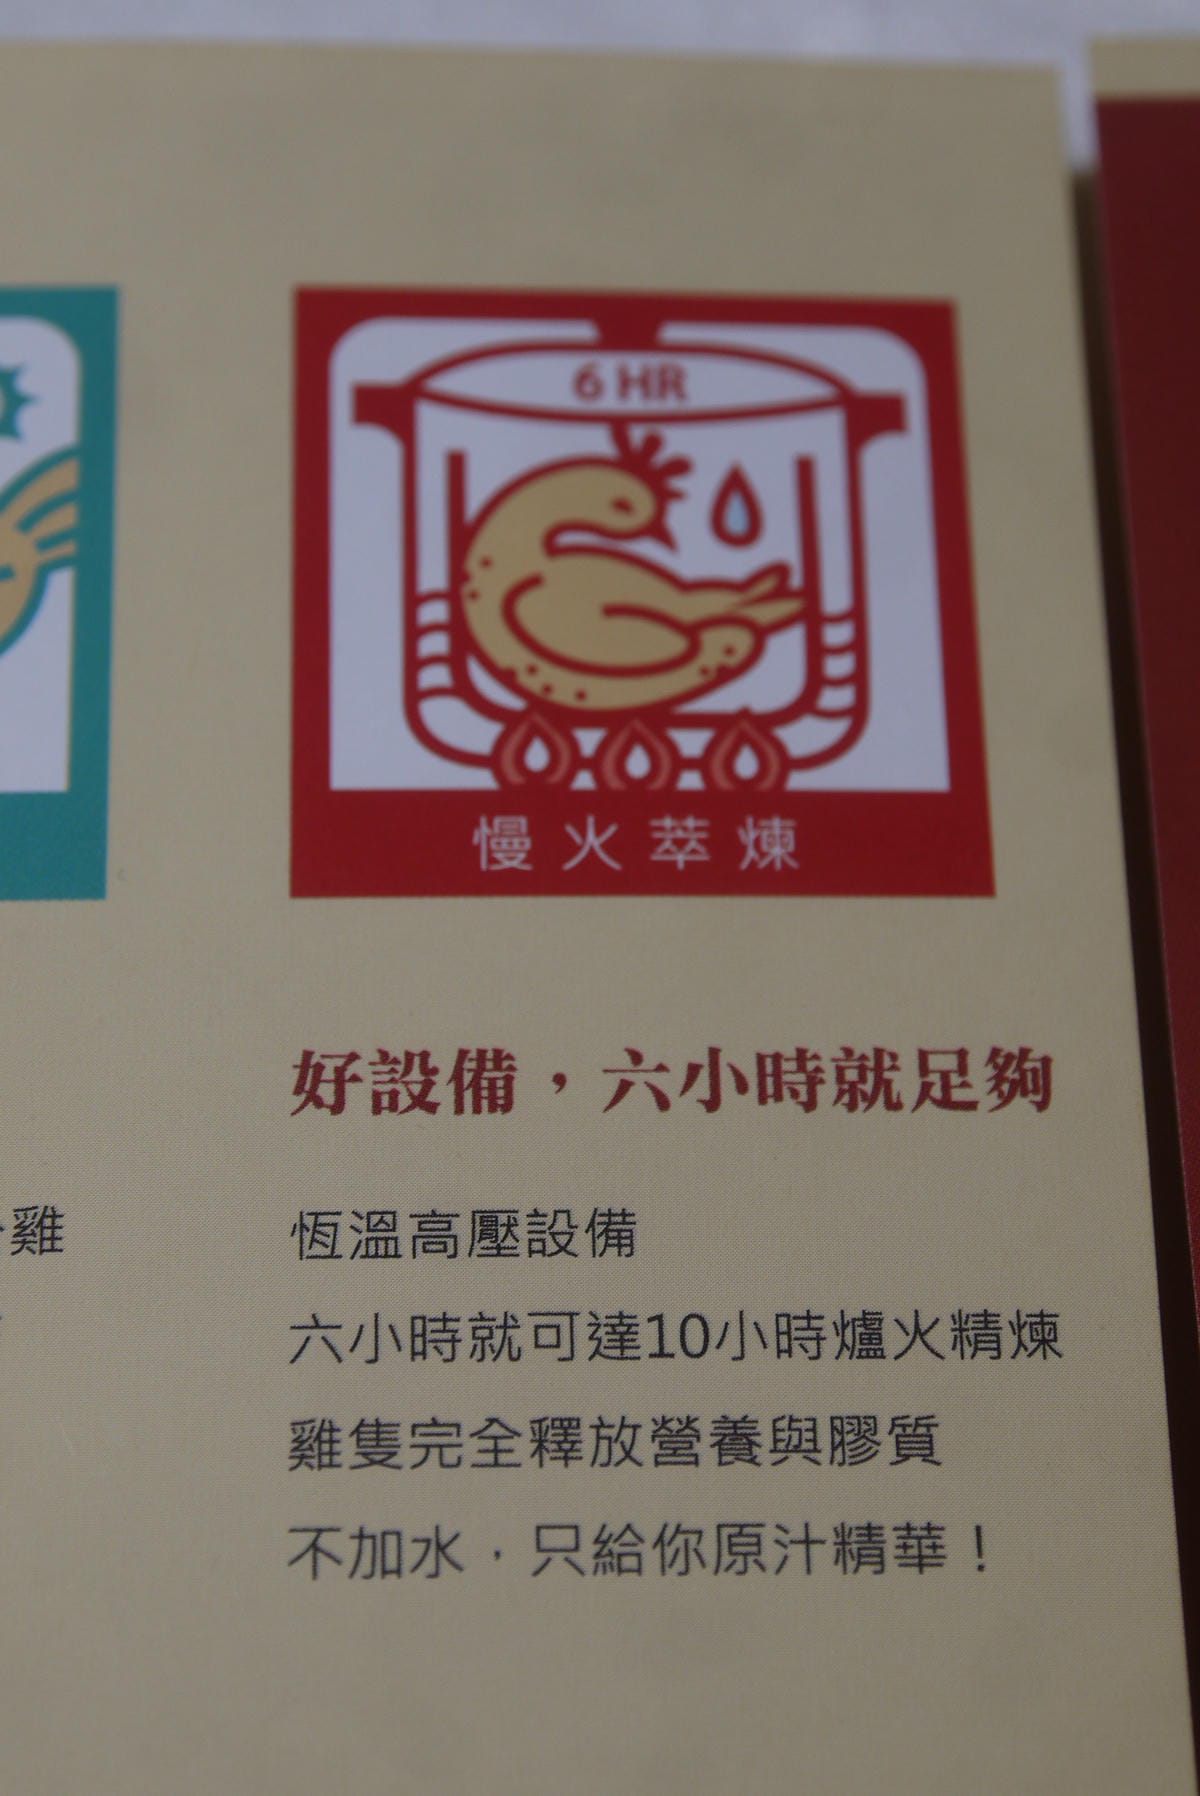 6 HR
慢火萃煉
好設備，六小時就足夠
恆溫高壓設備
六小時就可達10小時爐火精煉
雞隻完全釋放營養與膠質
不加水，只給你原汁精華！
雞